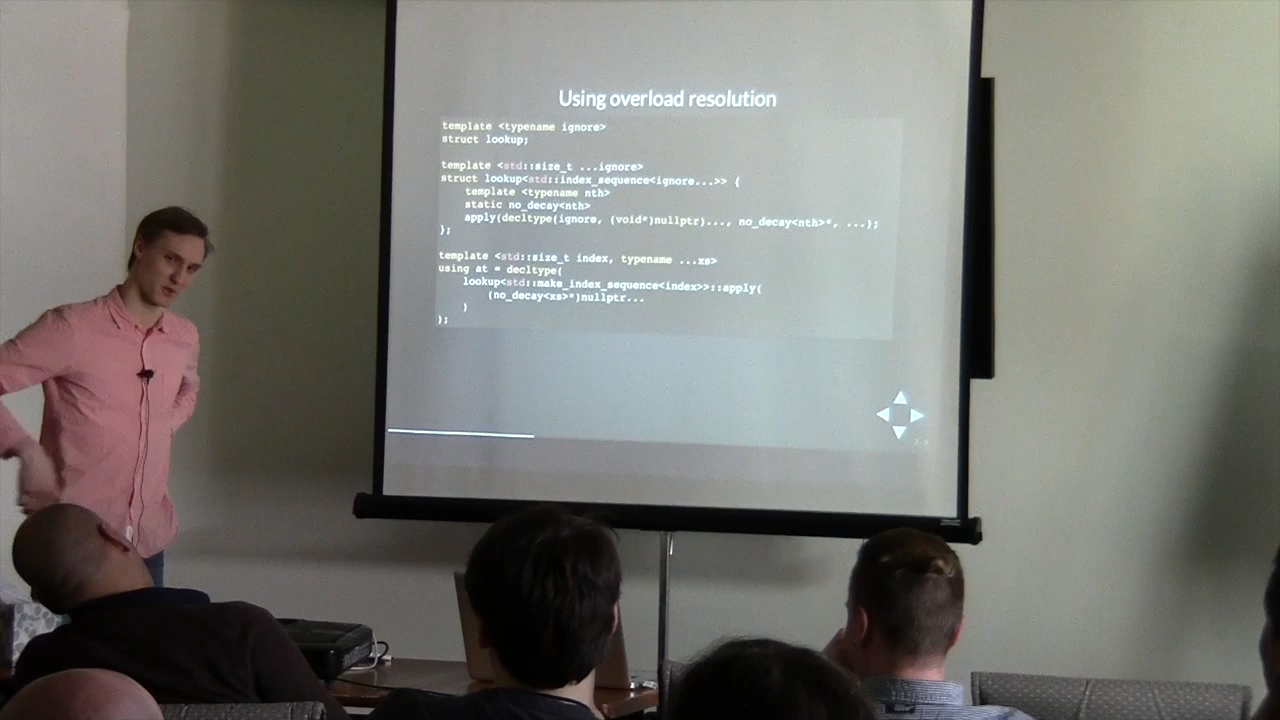 Using overload resolution
template <typename ignore>
struct lookup;
template <std::size_t ...ignore>
struct lookup<std::index_sequence<ignore...>> {
template <typename nth>
static no_decay<nth>
apply(decltype(ignore, (void*)nullptr)..., no_decay<nth>*, ...);
};
template <std::size_t index, typename ...xs>
using at = decltype(
lookup<std::make_index_sequence<index>>::apply(
(no_decay<xs>*)nullptr...
)
);